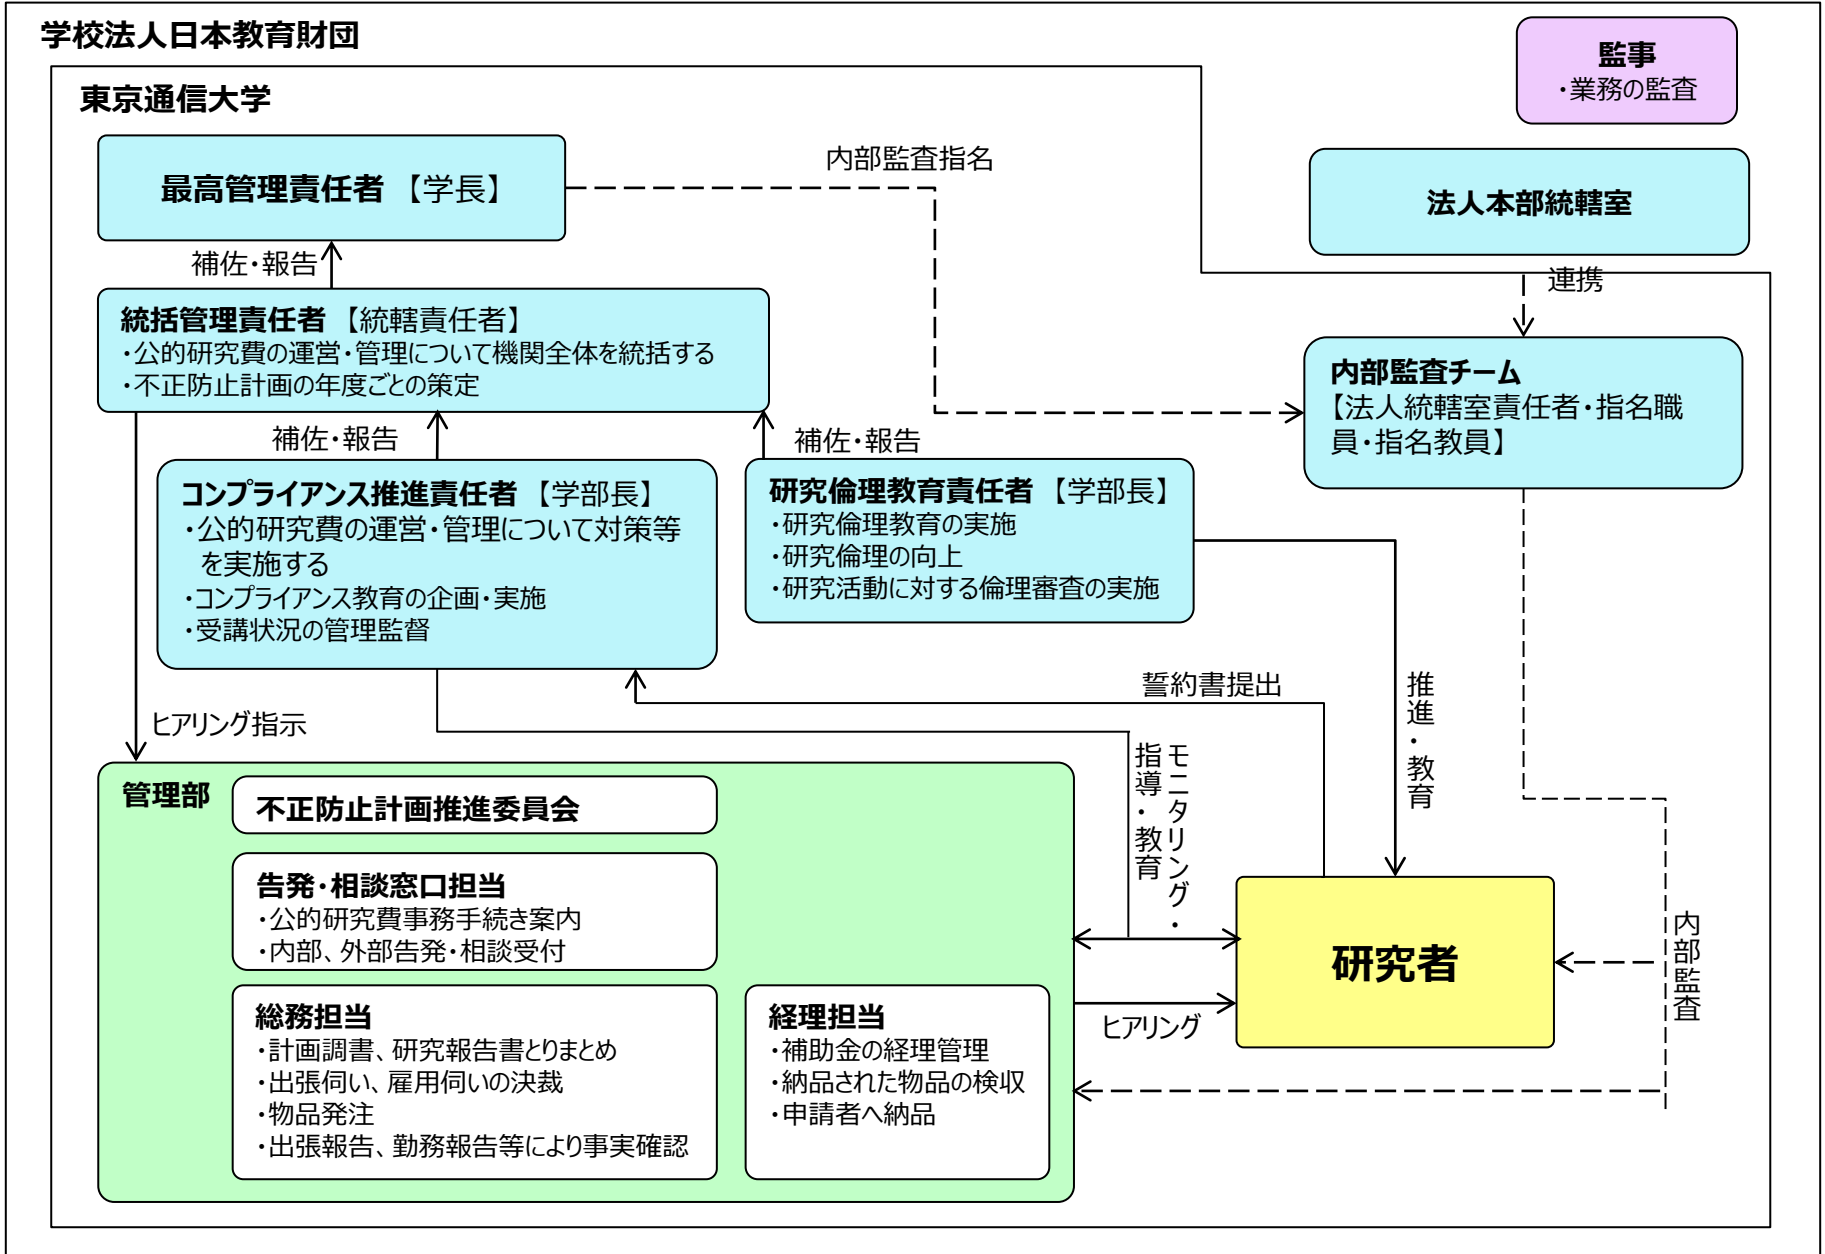 学校法人日本教育財団
監事
・業務の監査
東京通信大学
最高管理責任者 【学長】
内部監査指名
法人本部統轄室
補佐・報告
連携
統括管理責任者 【統轄責任者】
・公的研究費の運営・管理について機関全体を統括する
・不正防止計画の年度ごとの策定
内部監査チーム
【法人統轄室責任者・指名職
員・指名教員】
補佐・報告
補佐・報告
コンプライアンス推進責任者 【学部長】
・公的研究費の運営・管理について対策等
を実施する
・コンプライアンス教育の企画・実施
・受講状況の管理監督
研究倫理教育責任者 【学部長】
・研究倫理教育の実施
・研究倫理の向上
・研究活動に対する倫理審査の実施
誓約書提出
推進・教育
ヒアリング指示
モニタリング・
指導・教育
管理部
不正防止計画推進委員会
告発・相談窓口担当
・公的研究費事務手続き案内
・内部、外部告発・相談受付
研究者
内部監査
ヒアリング
総務担当
・計画調書、研究報告書とりまとめ
・出張伺い、雇用伺いの決裁
・物品発注
・出張報告、勤務報告等により事実確認
経理担当
・補助金の経理管理
・納品された物品の検収
・申請者へ納品